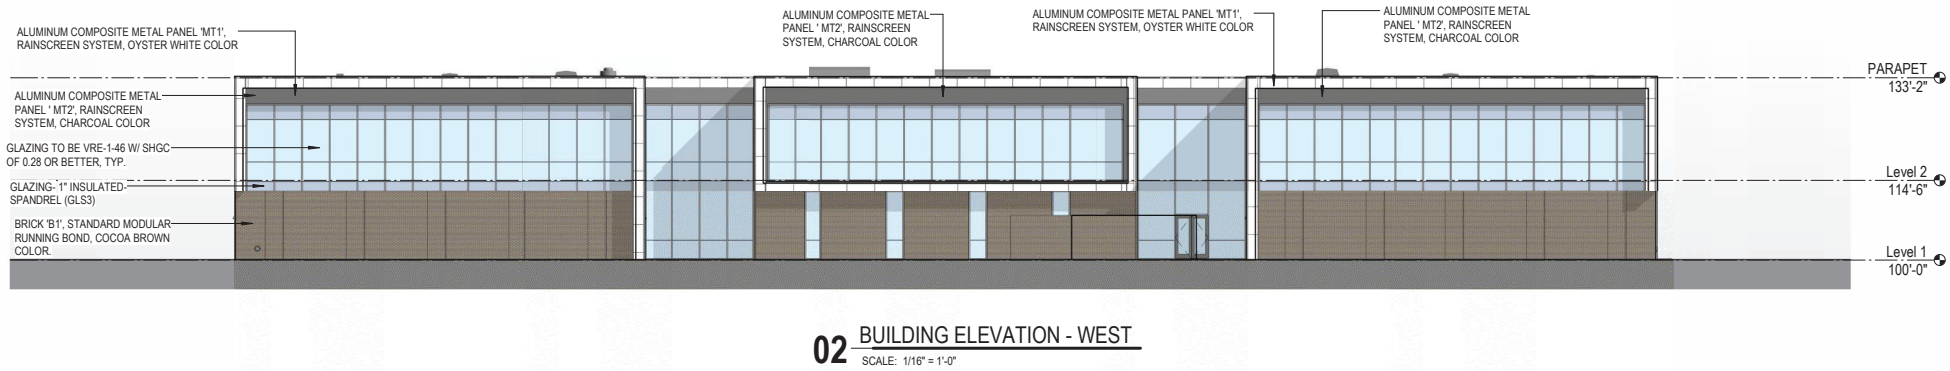 ALUMINUM COMPOSITE METAL PANEL 'MT1',
RAINSCREEN SYSTEM, OYSTER WHITE COLOR
ALUMINUM COMPOSITE METAL
PANEL ' MT2', RAINSCREEN
SYSTEM, CHARCOAL COLOR
ALUMINUM COMPOSITE METAL PANEL 'MT1',
RAINSCREEN SYSTEM, OYSTER WHITE COLOR
ALUMINUM COMPOSITE METAL
PANEL ' MT2', RAINSCREEN
SYSTEM, CHARCOAL COLOR
ALUMINUM COMPOSITE METAL
PANEL ' MT2', RAINSCREEN
SYSTEM, CHARCOAL COLOR
GLAZING TO BE VRE-1-46 W/ SHGC
OF 0.28 OR BETTER, TYP.
GLAZING- 1" INSULATED-
SPANDREL (GLS3)
BRICK 'B1', STANDARD MODULAR
RUNNING BOND, COCOA BROWN
COLOR.
PARAPET
133'-2"
Level 2
114'-6"
Level 1
100'-0"
02 BUILDING ELEVATION - WEST
SCALE: 1/16" = 1'-0"